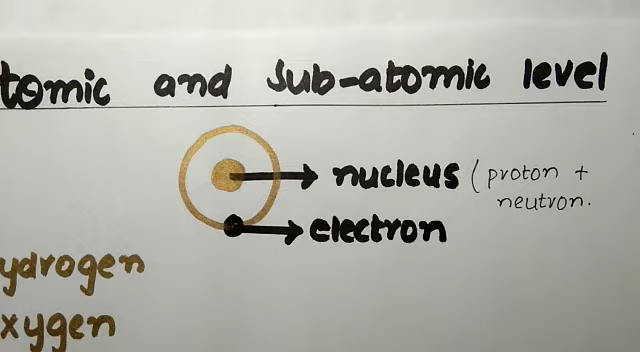 tomic and Sub-atomic level
nucleus (proton +
neutron.
electron
ydrogen
xygen